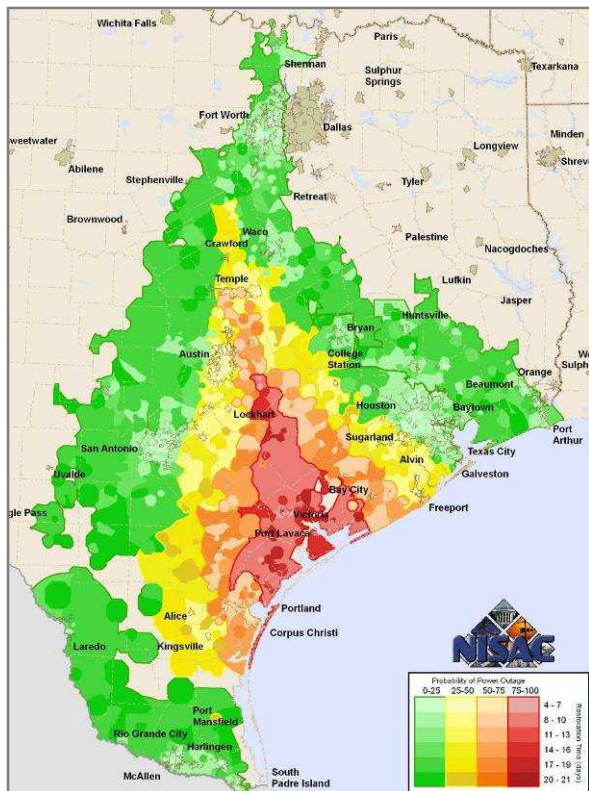 Wichita Falls
Paris
Sherman
Texarkana
Sulphur
Springs
Fort Worth
Dallas
Minden
weetwater
Longview
Shrev
Abilene
Stephenville
Tyler
Retreat
Brownwood
Palestine
Waco
Crawford
Nacogdoches
Temple
Lufkin
Jasper
Huntsville
Bryan
Austin
College
Station
Orange
Sulph
Beaumont
Lockhart
Houston
Baytown
Port
Arthur
San Antonio
Sugarland
Texas City
Alvin
Uvalde
Galveston
Bay City
gle Pass
Freeport
Victoria
Port Lavaca
Portland
Alice
Corpus Christi
Laredo
Kingsville
NISAC
Port
Mansfield
Rio Grande City
Harlingen
McAllen
South
Padre Island
Probability of Power Outage
0-25 25-50 50-75 75-100
4 - 7
8 - 10
11 - 13
14 - 16
17 - 19
20 - 21
Restoration Time (days)